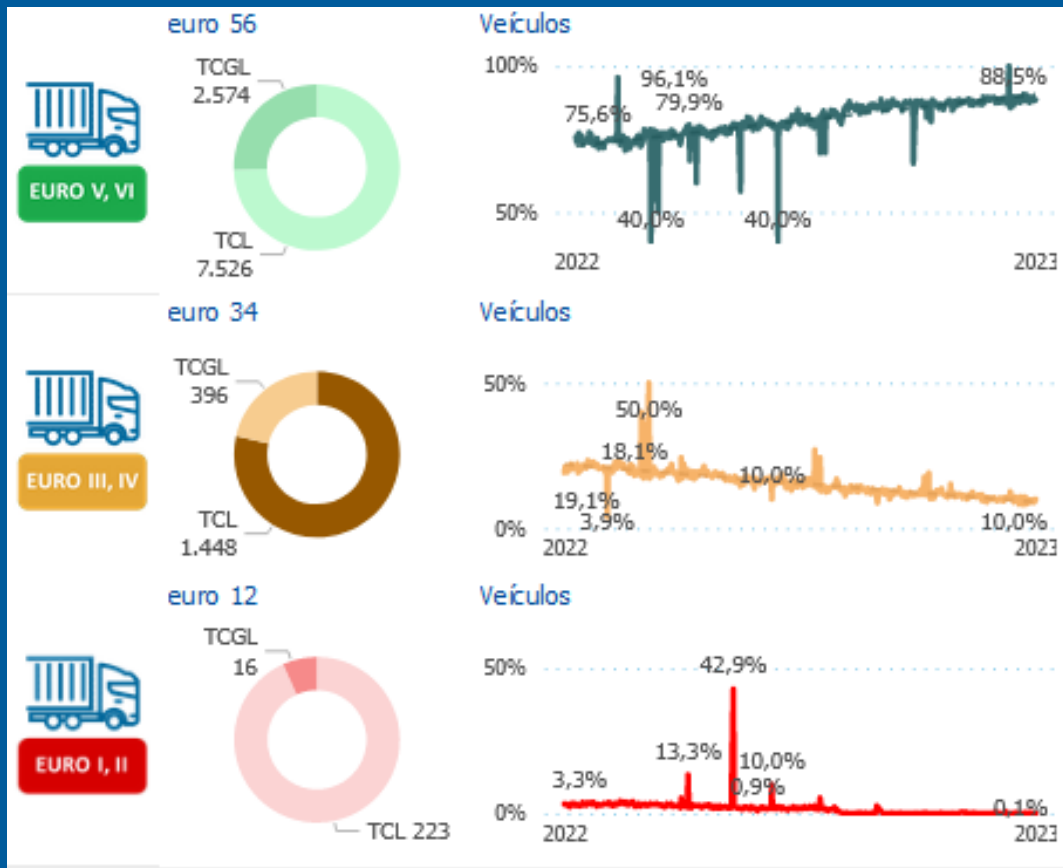 euro 56
Veículos
TCGL
2.574
TCL
7.526
EURO V, VI
100%
50%
75,6%
96,1%
79,9%
88,5%
40,0%
40,0%
2022
2023
euro 34
Veículos
TCGL
396
TCL
1.448
EURO III, IV
50%
0%
50,0%
18,1%
10,0%
19,1%
3,9%
10,0%
2022
2023
euro 12
Veículos
TCGL
16
TCL 223
EURO I, II
50%
0%
42,9%
13,3%
10,0%
3,3%
0,9%
0,1%
2022
2023